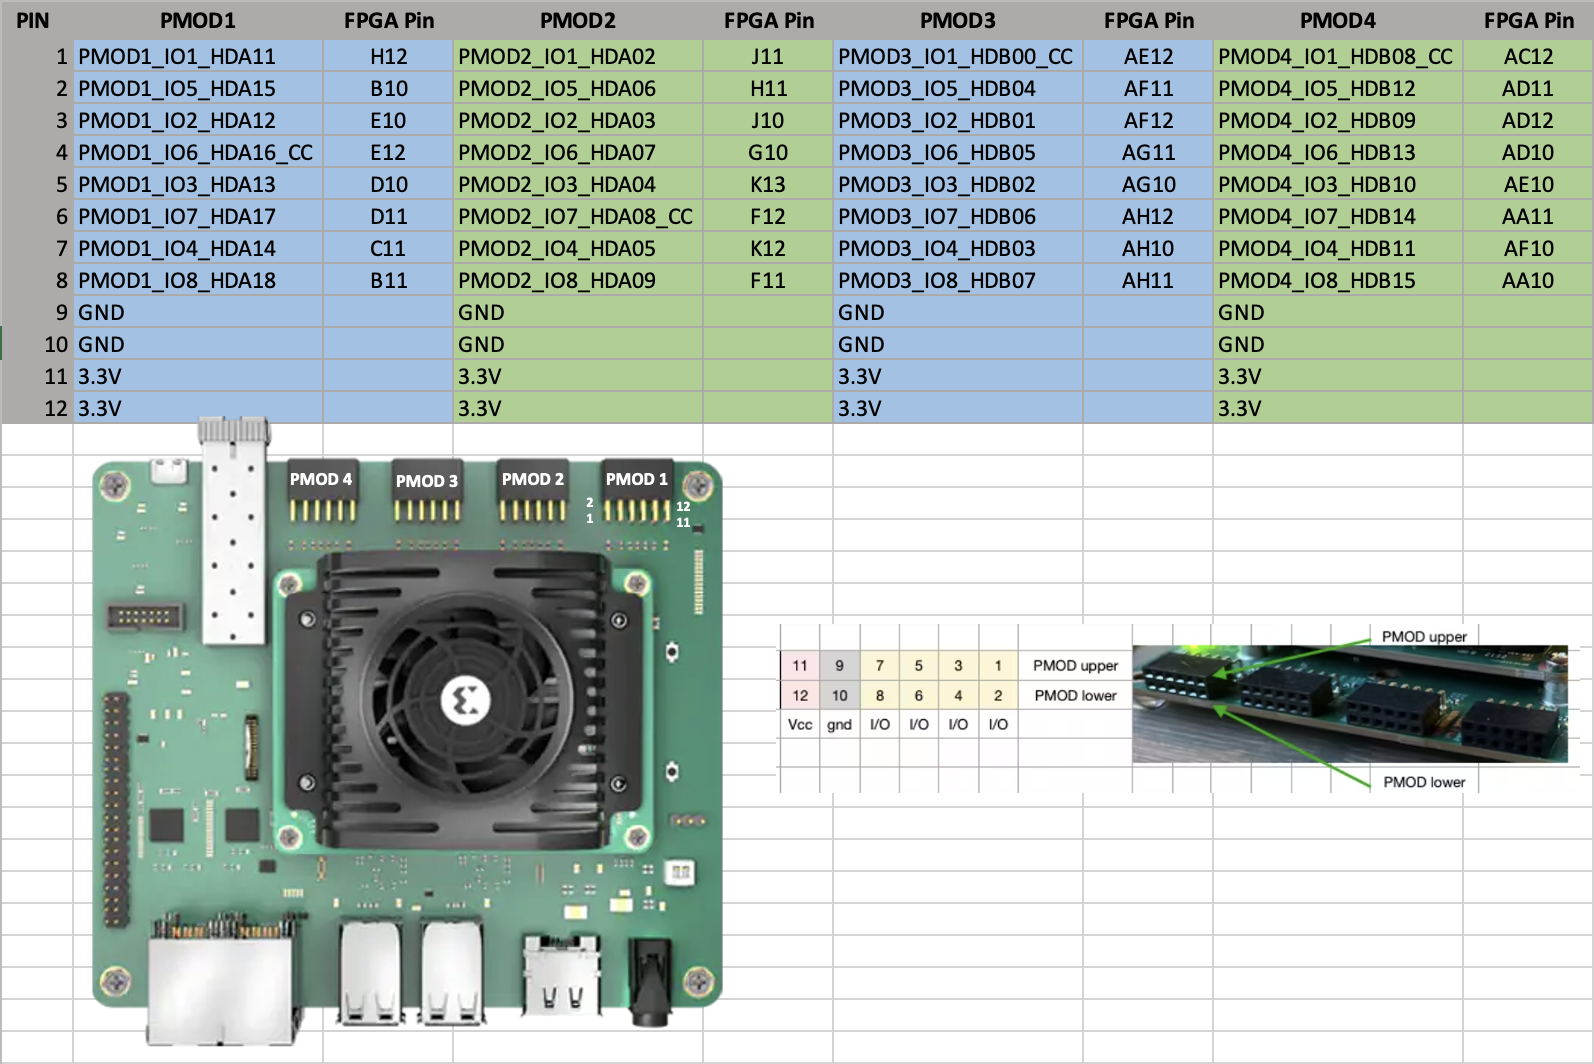 PIN PMOD1 FPGA Pin PMOD2 FPGA Pin PMOD3 FPGA Pin PMOD4 FPGA Pin
1 PMOD1_IO1_HDA11 H12 PMOD2_IO1_HDA02 J11 PMOD3_IO1_HDB00_CC AE12 PMOD4_IO1_HDB08_CC AC12
2 PMOD1_IO5_HDA15 B10 PMOD2_IO5_HDA06 H11 PMOD3_IO5_HDB04 AF11 PMOD4_IO5_HDB12 AD11
3 PMOD1_IO2_HDA12 E10 PMOD2_IO2_HDA03 J10 PMOD3_IO2_HDB01 AF12 PMOD4_IO2_HDB09 AD12
4 PMOD1_IO6_HDA16_CC E12 PMOD2_IO6_HDA07 G10 PMOD3_IO6_HDB05 AG11 PMOD4_IO6_HDB13 AD10
5 PMOD1_IO3_HDA13 D10 PMOD2_IO3_HDA04 K13 PMOD3_IO3_HDB02 AG10 PMOD4_IO3_HDB10 AE10
6 PMOD1_IO7_HDA17 D11 PMOD2_IO7_HDA08_CC F12 PMOD3_IO7_HDB06 AH12 PMOD4_IO7_HDB14 AA11
7 PMOD1_IO4_HDA14 C11 PMOD2_IO4_HDA05 K12 PMOD3_IO4_HDB03 AH10 PMOD4_IO4_HDB11 AF10
8 PMOD1_IO8_HDA18 B11 PMOD2_IO8_HDA09 F11 PMOD3_IO8_HDB07 AH11 PMOD4_IO8_HDB15 AA10
9 GND GND GND GND
10 GND GND GND GND
11 3.3V 3.3V 3.3V 3.3V
12 3.3V 3.3V 3.3V 3.3V
PMOD 4 PMOD 3 PMOD 2 PMOD 1
2 12
1 11
PMOD upper
11 9 7 5 3 1 PMOD upper
12 10 8 6 4 2 PMOD lower
Vcc gnd I/O I/O I/O I/O
PMOD lower